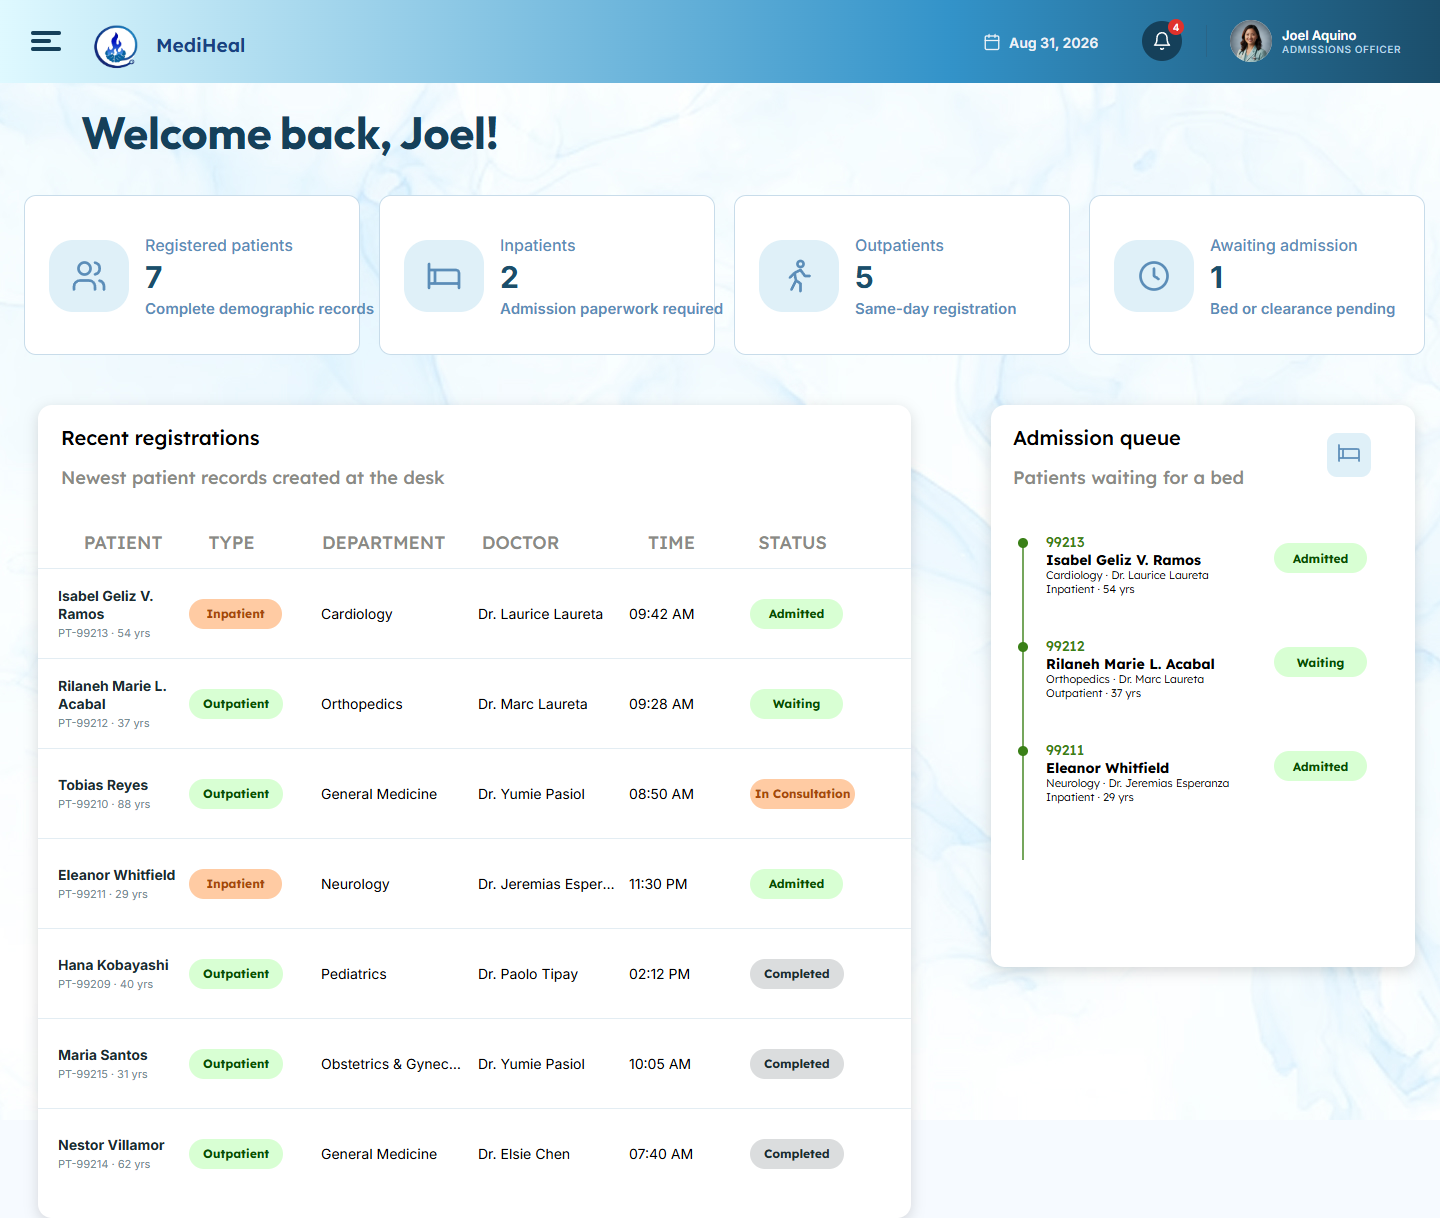 MediHeal
Aug 31, 2026
4
Joel Aquino
ADMISSIONS OFFICER
Welcome back, Joel!
Registered patients
7
Complete demographic records
Inpatients
2
Admission paperwork required
Outpatients
5
Same-day registration
Awaiting admission
1
Bed or clearance pending
Recent registrations
Newest patient records created at the desk
PATIENT TYPE DEPARTMENT DOCTOR TIME STATUS
Isabel Geliz V.
Ramos
PT-99213 · 54 yrs
Inpatient Cardiology Dr. Laurice Laureta 09:42 AM Admitted
Rilaneh Marie L.
Acabal
PT-99212 · 37 yrs
Outpatient Orthopedics Dr. Marc Laureta 09:28 AM Waiting
Tobias Reyes
PT-99210 · 88 yrs
Outpatient General Medicine Dr. Yumie Pasiol 08:50 AM In Consultation
Eleanor Whitfield
PT-99211 · 29 yrs
Inpatient Neurology Dr. Jeremias Esper... 11:30 PM Admitted
Hana Kobayashi
PT-99209 · 40 yrs
Outpatient Pediatrics Dr. Paolo Tipay 02:12 PM Completed
Maria Santos
PT-99215 · 31 yrs
Outpatient Obstetrics & Gynec... Dr. Yumie Pasiol 10:05 AM Completed
Nestor Villamor
PT-99214 · 62 yrs
Outpatient General Medicine Dr. Elsie Chen 07:40 AM Completed
Admission queue
Patients waiting for a bed
99213
Isabel Geliz V. Ramos
Cardiology · Dr. Laurice Laureta
Inpatient · 54 yrs
Admitted
99212
Rilaneh Marie L. Acabal
Orthopedics · Dr. Marc Laureta
Outpatient · 37 yrs
Waiting
99211
Eleanor Whitfield
Neurology · Dr. Jeremias Esperanza
Inpatient · 29 yrs
Admitted